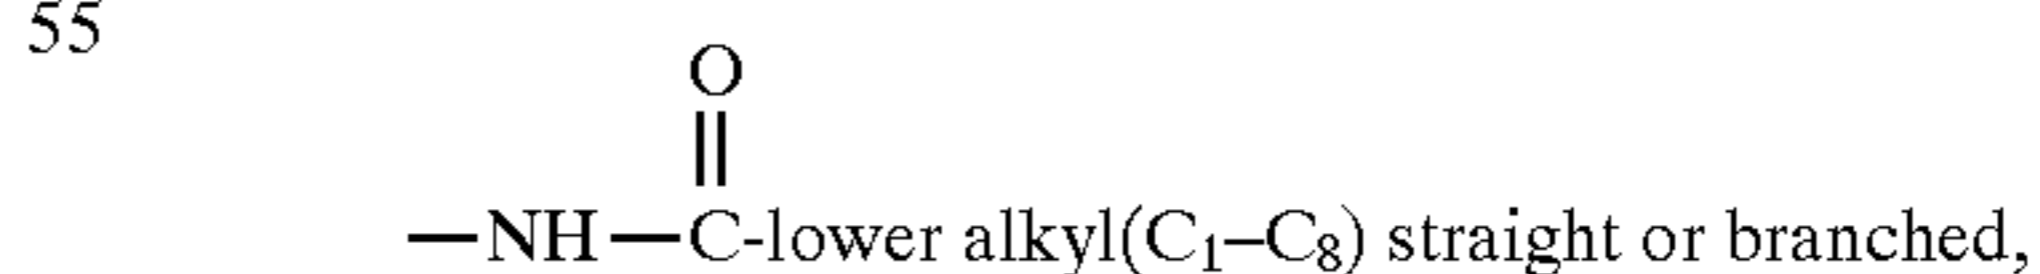 55
O
—NH—C-lower alkyl(C₁–C₈) straight or branched,